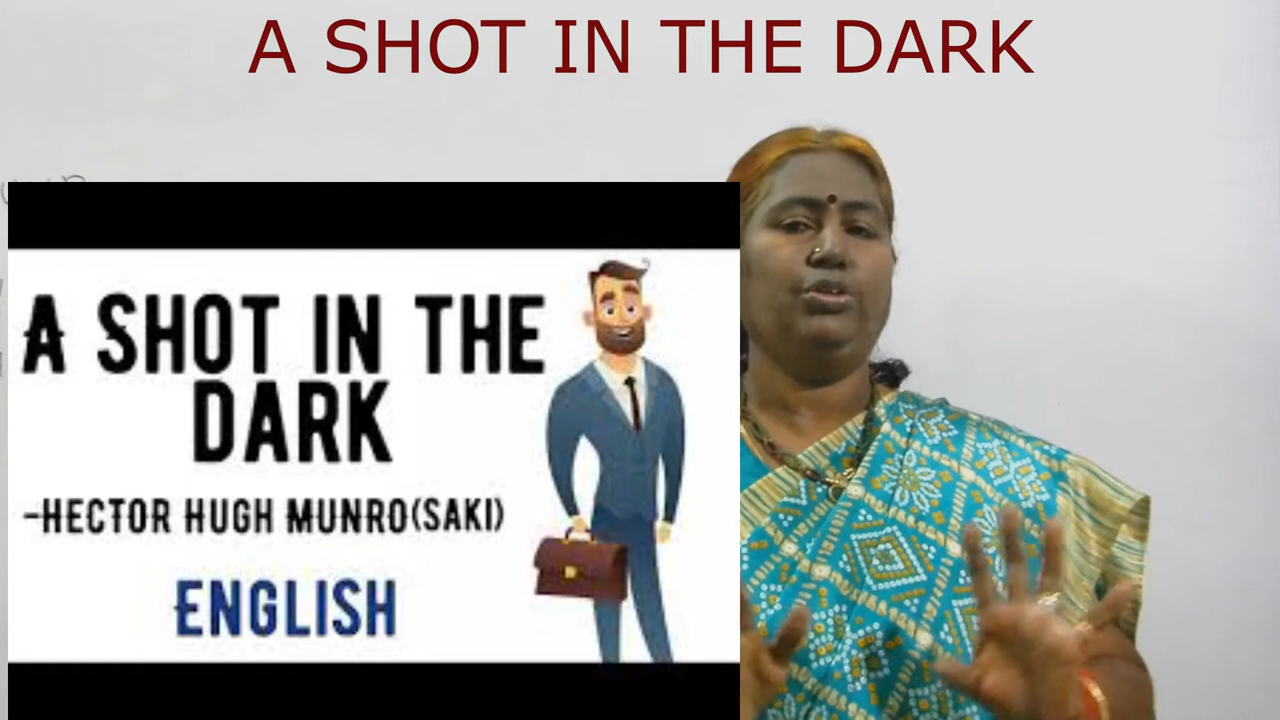 A SHOT IN THE DARK
A SHOT IN THE
DARK
-HECTOR HUGH MUNRO(SAKI)
ENGLISH